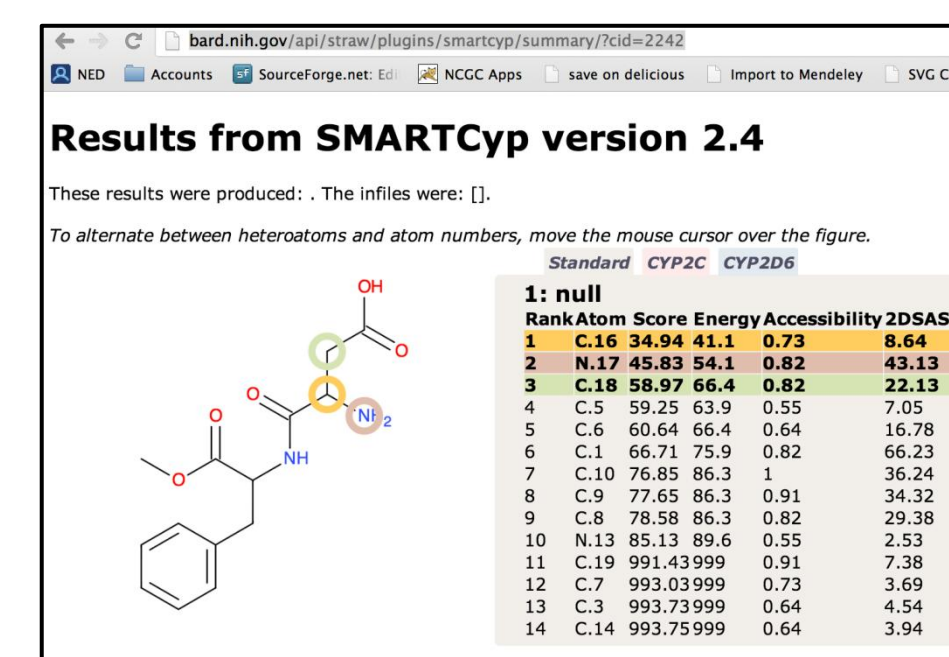 bard.nih.gov/api/straw/plugins/smartcyp/summary/?cid=2242
NED Accounts SourceForge.net: Edi NCGC Apps save on delicious Import to Mendeley SVG C
Results from SMARTCyp version 2.4
These results were produced: . The infiles were: [].
To alternate between heteroatoms and atom numbers, move the mouse cursor over the figure.
Standard CYP2C CYP2D6
OH
O
O
NH2
O
NH
O
1: null
Rank Atom Score Energy Accessibility 2DSAS
1 C.16 34.94 41.1 0.73 8.64
2 N.17 45.83 54.1 0.82 43.13
3 C.18 58.97 66.4 0.82 22.13
4 C.5 59.25 63.9 0.55 7.05
5 C.6 60.64 66.4 0.64 16.78
6 C.1 66.71 75.9 0.82 66.23
7 C.10 76.85 86.3 1 36.24
8 C.9 77.65 86.3 0.91 34.32
9 C.8 78.58 86.3 0.82 29.38
10 N.13 85.13 89.6 0.55 2.53
11 C.19 991.43 999 0.91 7.38
12 C.7 993.03 999 0.73 3.69
13 C.3 993.73 999 0.64 4.54
14 C.14 993.75 999 0.64 3.94